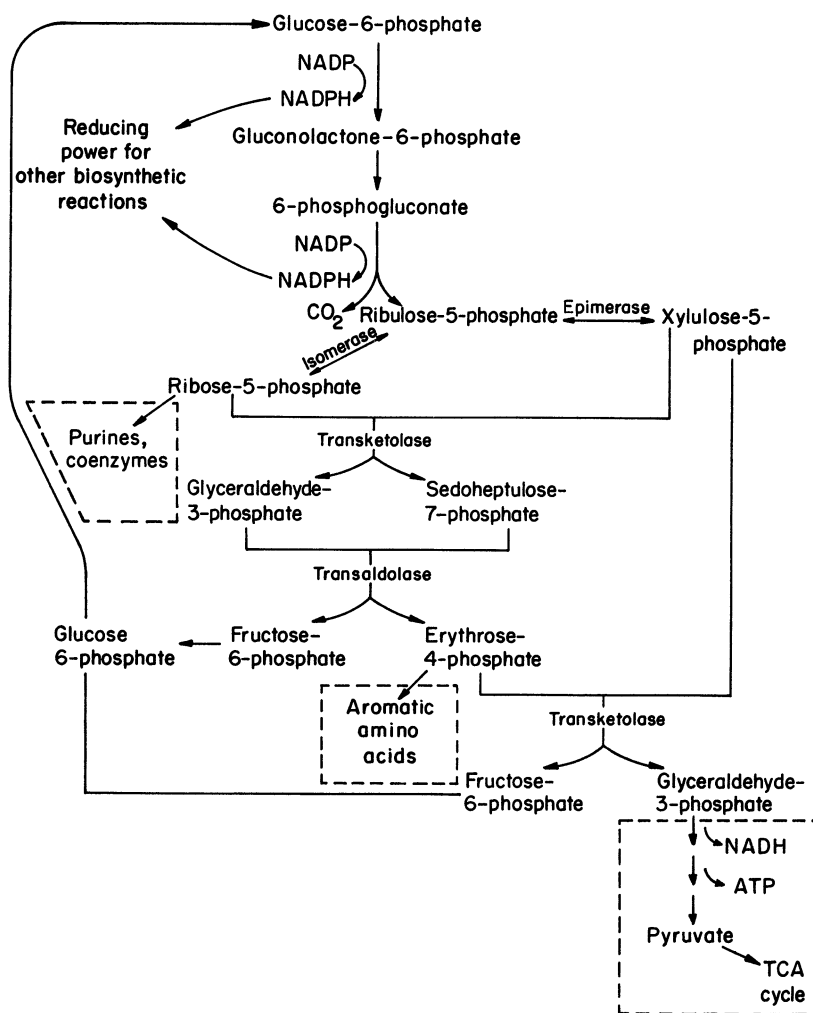 Glucose-6-phosphate
NADP
NADPH
Reducing
power for
other biosynthetic
reactions
Gluconolactone-6-phosphate
6-phosphogluconate
NADP
NADPH
CO2
Ribulose-5-phosphate
Epimerase
Xylulose-5-
phosphate
Isomerase
Ribose-5-phosphate
Purines,
coenzymes
Transketolase
Glyceraldehyde-
3-phosphate
Sedoheptulose-
7-phosphate
Transaldolase
Glucose
6-phosphate
Fructose-
6-phosphate
Erythrose-
4-phosphate
Aromatic
amino
acids
Transketolase
Fructose-
6-phosphate
Glyceraldehyde-
3-phosphate
NADH
ATP
Pyruvate
TCA
cycle